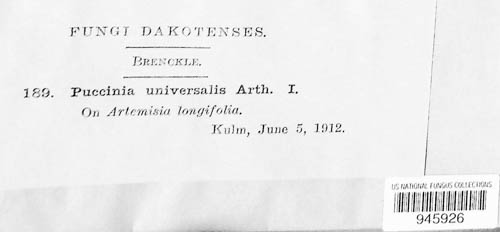 FUNGI DAKOTENSES.
BRENCKLE.
189. Puccinia universalis Arth. I.
On Artemisia longifolia.
Kulm, June 5, 1912.
US NATIONAL FUNGUS COLLECTIONS
945926